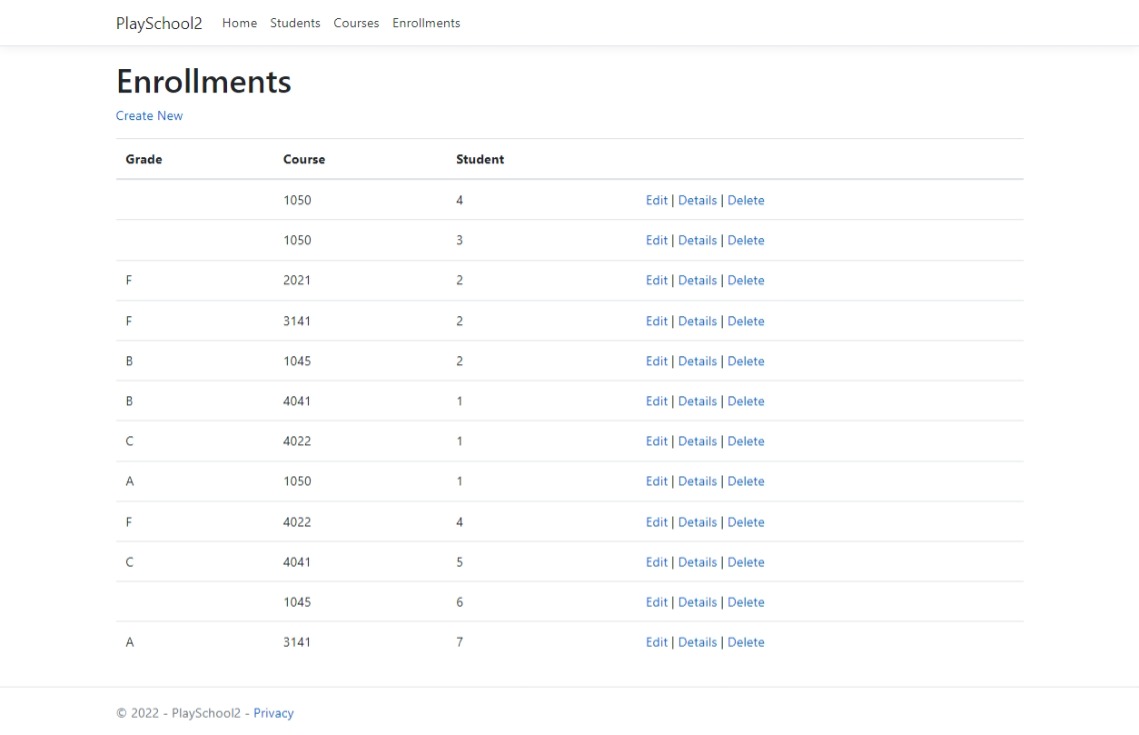 PlaySchool2 Home Students Courses Enrollments
Enrollments
Create New
Grade Course Student
1050 4 Edit | Details | Delete
1050 3 Edit | Details | Delete
F 2021 2 Edit | Details | Delete
F 3141 2 Edit | Details | Delete
B 1045 2 Edit | Details | Delete
B 4041 1 Edit | Details | Delete
C 4022 1 Edit | Details | Delete
A 1050 1 Edit | Details | Delete
F 4022 4 Edit | Details | Delete
C 4041 5 Edit | Details | Delete
1045 6 Edit | Details | Delete
A 3141 7 Edit | Details | Delete
© 2022 - PlaySchool2 - Privacy